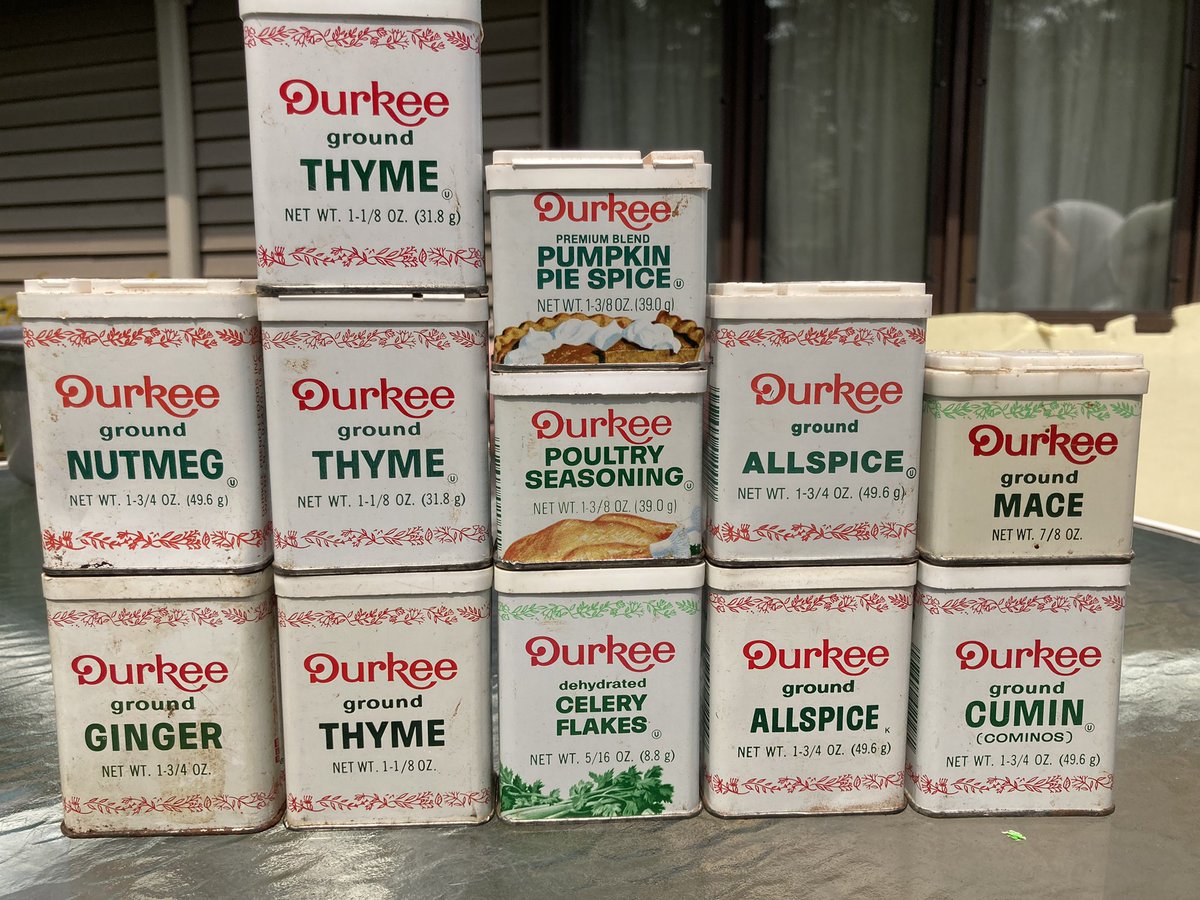 Durkee
ground
THYME
U
NET WT. 1-1/8 OZ. (31.8 g)
Durkee
PREMIUM BLEND
PUMPKIN
PIE SPICE
U
NET WT. 1-3/8 OZ. (39.0 g)
Durkee
ground
NUTMEG
U
NET WT. 1-3/4 OZ. (49.6 g)
Durkee
ground
THYME
U
NET WT. 1-1/8 OZ. (31.8 g)
Durkee
POULTRY
SEASONING
U
NET WT. 1-3/8 OZ. (39.0 g)
Durkee
ground
ALLSPICE
U
NET WT. 1-3/4 OZ. (49.6 g)
Durkee
ground
MACE
NET WT. 7/8 OZ.
Durkee
ground
GINGER
NET WT. 1-3/4 OZ.
Durkee
ground
THYME
NET WT. 1-1/8 OZ.
Durkee
dehydrated
CELERY
FLAKES
U
NET WT. 5/16 OZ. (8.8 g)
Durkee
ground
ALLSPICE
K
NET WT. 1-3/4 OZ. (49.6 g)
Durkee
ground
CUMIN
(COMINOS)
U
NET WT. 1-3/4 OZ. (49.6 g)